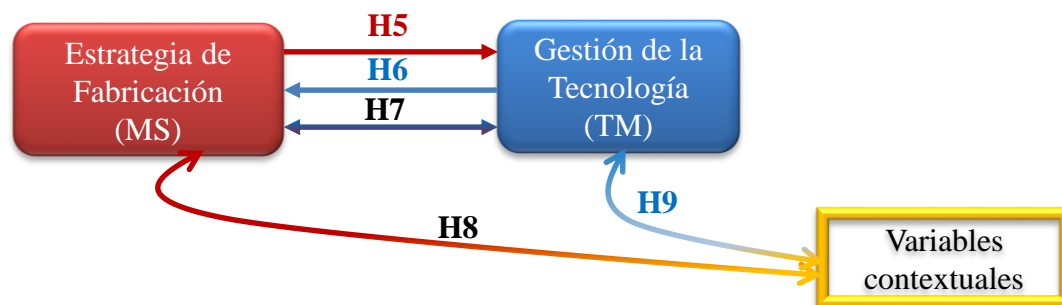 Estrategia de
Fabricación
(MS)
H5
H6
H7
Gestión de la
Tecnología
(TM)
H8
H9
Variables
contextuales